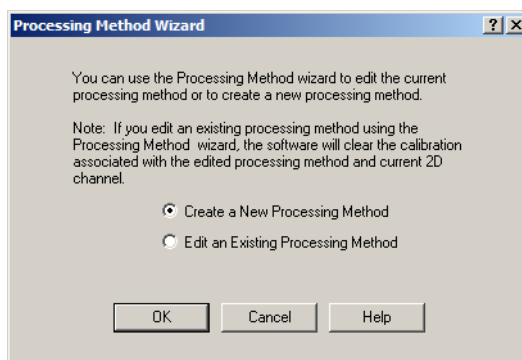 Processing Method Wizard
You can use the Processing Method wizard to edit the current
processing method or to create a new processing method.
Note: If you edit an existing processing method using the
Processing Method wizard, the software will clear the calibration
associated with the edited processing method and current 2D
channel.
Create a New Processing Method
Edit an Existing Processing Method
OK Cancel Help